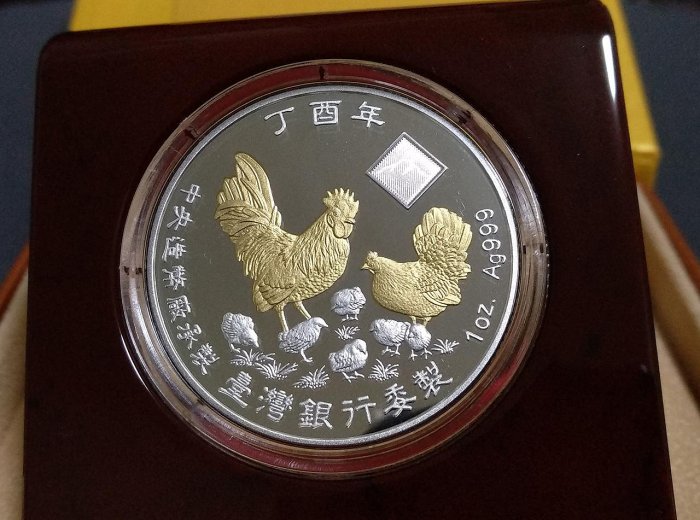 丁酉年
中央造幣廠承製
臺灣銀行委製
1oz. Ag999